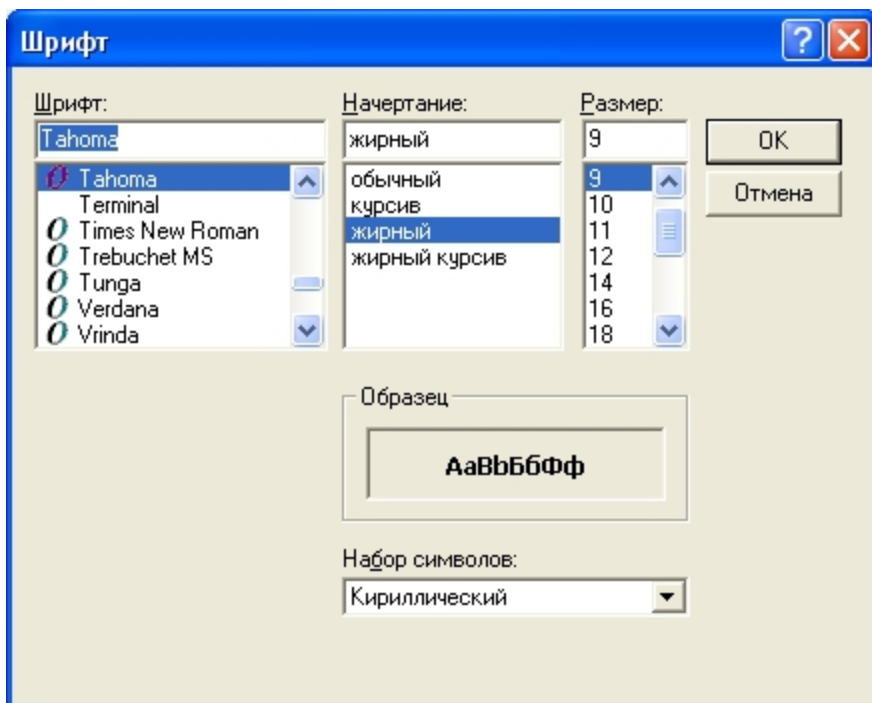 Шрифт
Шрифт:
Tahoma
Tahoma
Terminal
Times New Roman
Trebuchet MS
Tunga
Verdana
Vrinda
Начертание:
жирный
обычный
курсив
жирный
жирный курсив
Размер:
9
9
10
11
12
14
16
18
OK
Отмена
Образец
АаВbБбФф
Набор символов:
Кириллический